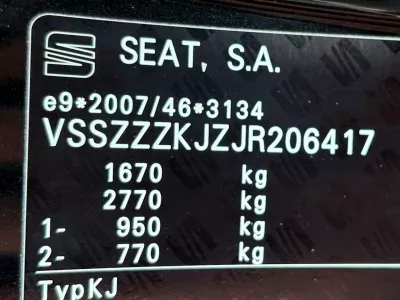 SEAT, S.A.
e9*2007/46*3134
VSSZZZKJZJR206417
1670 kg
2770 kg
1- 950 kg
2- 770 kg
TypKJ